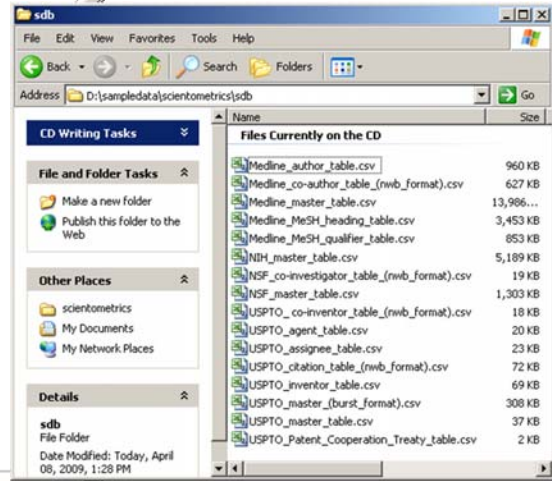 sdb
File Edit View Favorites Tools Help
Back Search Folders
Address D:\sampledata\scientometrics\sdb Go
CD Writing Tasks
File and Folder Tasks
Make a new folder
Publish this folder to the
Web
Other Places
scientometrics
My Documents
My Network Places
Details
sdb
File Folder
Date Modified: Today, April
08, 2009, 1:28 PM
Name Size
Files Currently on the CD
Medline_author_table.csv 960 KB
Medline_co-author_table_(nwb_format).csv 627 KB
Medline_master_table.csv 13,986...
Medline_MeSH_heading_table.csv 3,453 KB
Medline_MeSH_qualifier_table.csv 853 KB
NIH_master_table.csv 5,189 KB
NSF_co-investigator_table_(nwb_format).csv 19 KB
NSF_master_table.csv 1,303 KB
USPTO_ co-inventor_table_(nwb_format).csv 18 KB
USPTO_agent_table.csv 20 KB
USPTO_assignee_table.csv 23 KB
USPTO_citation_table_(nwb_format).csv 72 KB
USPTO_inventor_table.csv 69 KB
USPTO_master_(burst_format).csv 308 KB
USPTO_master_table.csv 37 KB
USPTO_Patent_Cooperation_Treaty_table.csv 2 KB